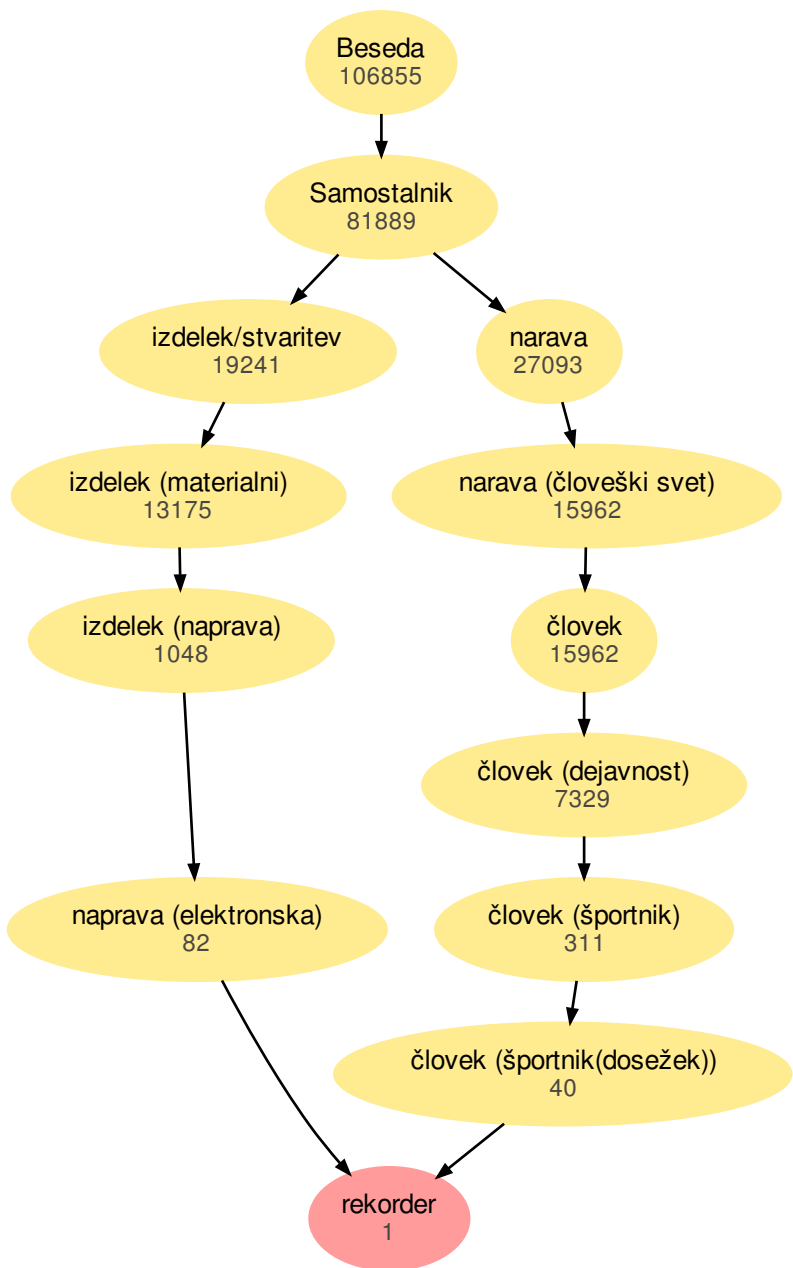 Beseda
106855
Samostalnik
81889
izdelek/stvaritev
19241
narava
27093
izdelek (materialni)
13175
narava (človeški svet)
15962
izdelek (naprava)
1048
človek
15962
človek (dejavnost)
7329
naprava (elektronska)
82
človek (športnik)
311
človek (športnik(dosežek))
40
rekorder
1